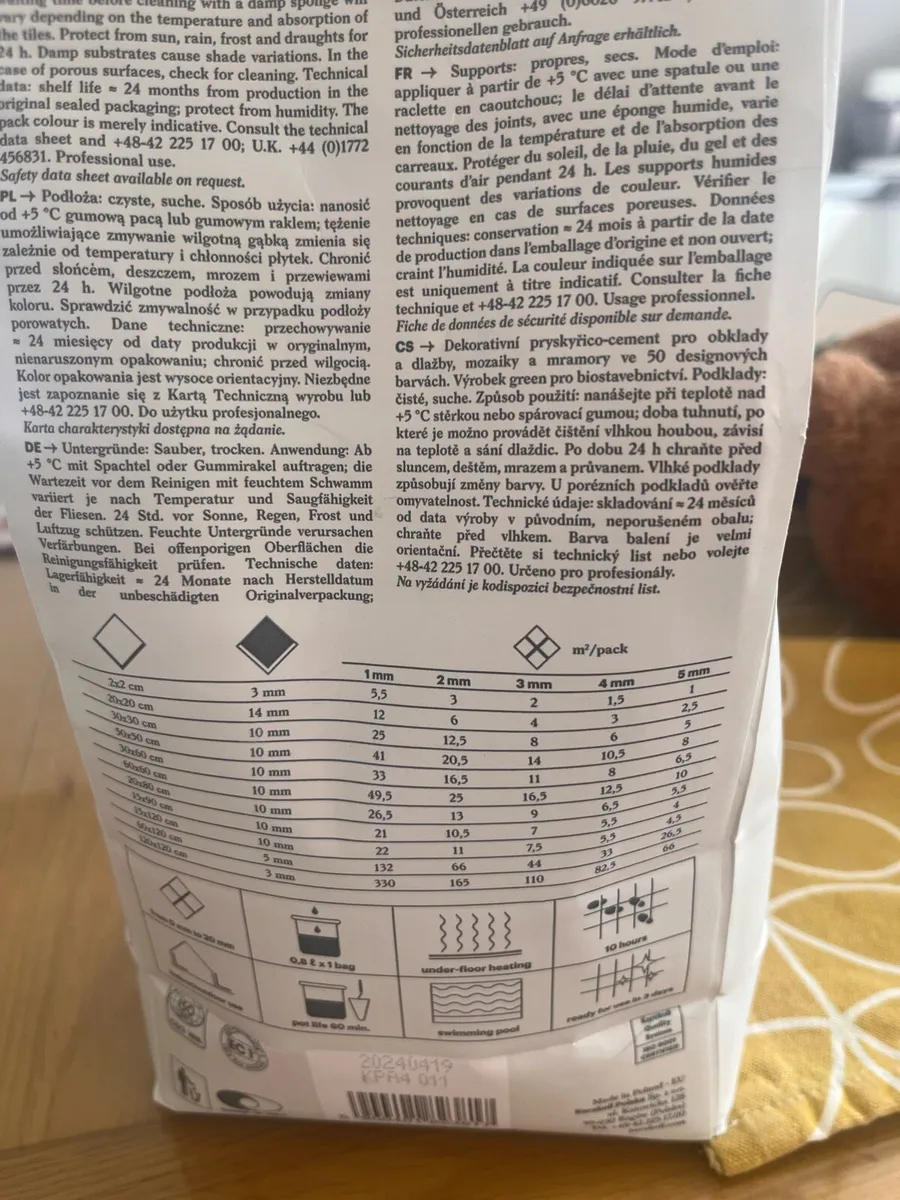 time before cleaning with a damp sponge will
vary depending on the temperature and absorption of
the tiles. Protect from sun, rain, frost and draughts for
24 h. Damp substrates cause shade variations. In the
case of porous surfaces, check for cleaning. Technical
data: shelf life ≈ 24 months from production in the
original sealed packaging; protect from humidity. The
pack colour is merely indicative. Consult the technical
data sheet and +48-42 225 17 00; U.K. +44 (0)1772
456831. Professional use.
Safety data sheet available on request.
PL → Podłoża: czyste, suche. Sposób użycia: nanosić
od +5 °C gumową pacą lub gumowym raklem; tężenie
umożliwiające zmywanie wilgotną gąbką zmienia się
zależnie od temperatury i chłonności płytek. Chronić
przed słońcem, deszczem, mrozem i przewiewami
przez 24 h. Wilgotne podłoża powodują zmiany
koloru. Sprawdzić zmywalność w przypadku podłoży
porowatych. Dane techniczne: przechowywanie
≈ 24 miesięcy od daty produkcji w oryginalnym,
nienaruszonym opakowaniu; chronić przed wilgocią.
Kolor opakowania jest wysoce orientacyjny. Niezbędne
jest zapoznanie się z Kartą Techniczną wyrobu lub
+48-42 225 17 00. Do użytku profesjonalnego.
Karta charakterystyki dostępna na żądanie.
DE → Untergründe: Sauber, trocken. Anwendung: Ab
+5 °C mit Spachtel oder Gummirakel auftragen; die
Wartezeit vor dem Reinigen mit feuchtem Schwamm
variiert je nach Temperatur und Saugfähigkeit
der Fliesen. 24 Std. vor Sonne, Regen, Frost und
Luftzug schützen. Feuchte Untergründe verursachen
Verfärbungen. Bei offenporigen Oberflächen die
Reinigungsfähigkeit prüfen. Technische daten:
Lagerfähigkeit ≈ 24 Monate nach Herstelldatum
in der unbeschädigten Originalverpackung;
und Österreich +49
professionellen gebrauch.
Sicherheitsdatenblatt auf Anfrage erhältlich.
FR → Supports: propres, secs. Mode d'emploi:
appliquer à partir de +5 °C avec une spatule ou une
raclette en caoutchouc; le délai d'attente avant le
nettoyage des joints, avec une éponge humide, varie
en fonction de la température et de l'absorption des
carreaux. Protéger du soleil, de la pluie, du gel et des
courants d'air pendant 24 h. Les supports humides
provoquent des variations de couleur. Vérifier le
nettoyage en cas de surfaces poreuses. Données
techniques: conservation ≈ 24 mois à partir de la date
de production dans l'emballage d'origine et non ouvert;
craint l'humidité. La couleur indiquée sur l'emballage
est uniquement à titre indicatif. Consulter la fiche
technique et +48-42 225 17 00. Usage professionnel.
Fiche de données de sécurité disponible sur demande.
CS → Dekorativní pryskyřico-cement pro obklady
a dlažby, mozaiky a mramory ve 50 designových
barvách. Výrobek green pro biostavebnictví. Podklady:
čisté, suché. Způsob použití: nanášejte při teplotě nad
+5 °C stěrkou nebo spárovací gumou; doba tuhnutí, po
které je možno provádět čištění vlhkou houbou, závisí
na teplotě a sání dlaždic. Po dobu 24 h chraňte před
sluncem, deštěm, mrazem a průvanem. Vlhké podklady
způsobují změny barvy. U porézních podkladů ověřte
omyvatelnost. Technické údaje: skladování ≈ 24 měsíců
od data výroby v původním, neporušeném obalu;
chraňte před vlhkem. Barva balení je velmi
orientační. Přečtěte si technický list nebo volejte
+48-42 225 17 00. Určeno pro profesionály.
Na vyžádání je kodispozici bezpečnostní list.
m²/pack
1 mm 2 mm 3 mm 4 mm 5 mm
2x2 cm 3 mm 5,5 3 2 1,5 1
20x20 cm 14 mm 12 6 4 3 2,5
30x30 cm 10 mm 25 12,5 8 6 5
50x50 cm 10 mm 41 20,5 14 10,5 8
30x60 cm 10 mm 33 16,5 11 8 6,5
60x60 cm 10 mm 49,5 25 16,5 12,5 10
20x80 cm 10 mm 26,5 13 9 6,5 5,5
15x90 cm 10 mm 21 10,5 7 5,5 4
15x120 cm 10 mm 22 11 7,5 5,5 4,5
60x120 cm 5 mm 132 66 44 33 26,5
120x120 cm 3 mm 330 165 110 82,5 66
from 0 mm to 20 mm
0,8 ℓ x 1 bag
under-floor heating
10 hours
pot life 60 min.
swimming pool
ready for use in 3 days
Quality
System
20240419
KPA4 011
Made in Poland - EU